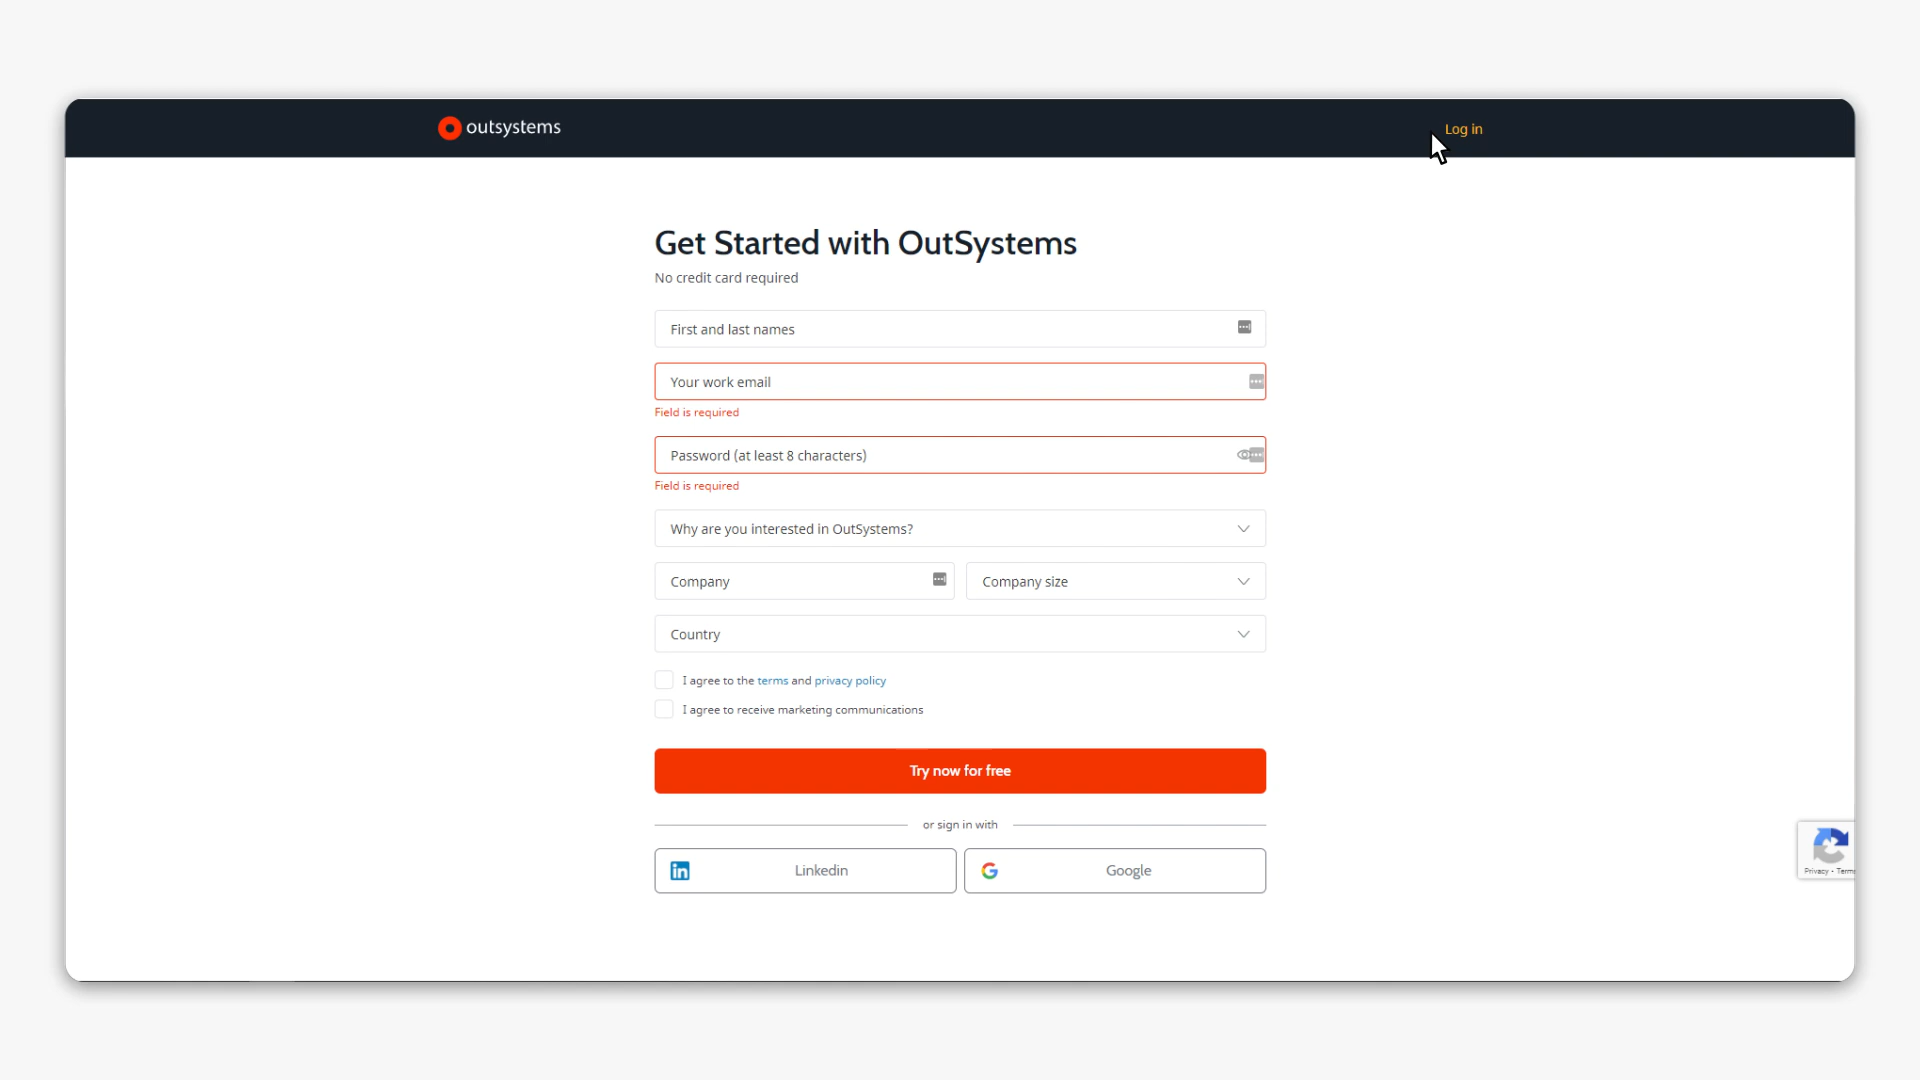 outsystems
Log in
Get Started with OutSystems
No credit card required
First and last names
Your work email
Field is required
Password (at least 8 characters)
Field is required
Why are you interested in OutSystems?
Company
Company size
Country
I agree to the terms and privacy policy
I agree to receive marketing communications
Try now for free
or sign in with
Linkedin
Google
Privacy - Terms